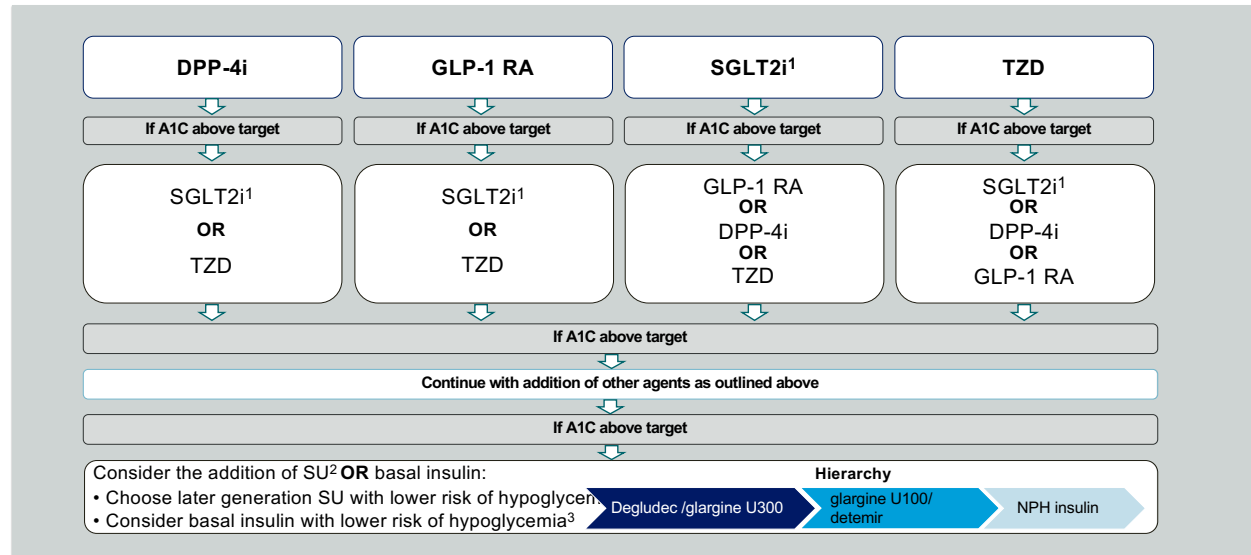 DPP-4i
GLP-1 RA
SGLT2i¹
TZD
If A1C above target
If A1C above target
If A1C above target
If A1C above target
SGLT2i¹
OR
TZD
SGLT2i¹
OR
TZD
GLP-1 RA
OR
DPP-4i
OR
TZD
SGLT2i¹
OR
DPP-4i
OR
GLP-1 RA
If A1C above target
Continue with addition of other agents as outlined above
If A1C above target
Consider the addition of SU² OR basal insulin:
• Choose later generation SU with lower risk of
• Consider basal insulin with lower risk of hypoglycemia³
Hierarchy
Degludec /glargine U300
glargine U100/
detemir
NPH insulin